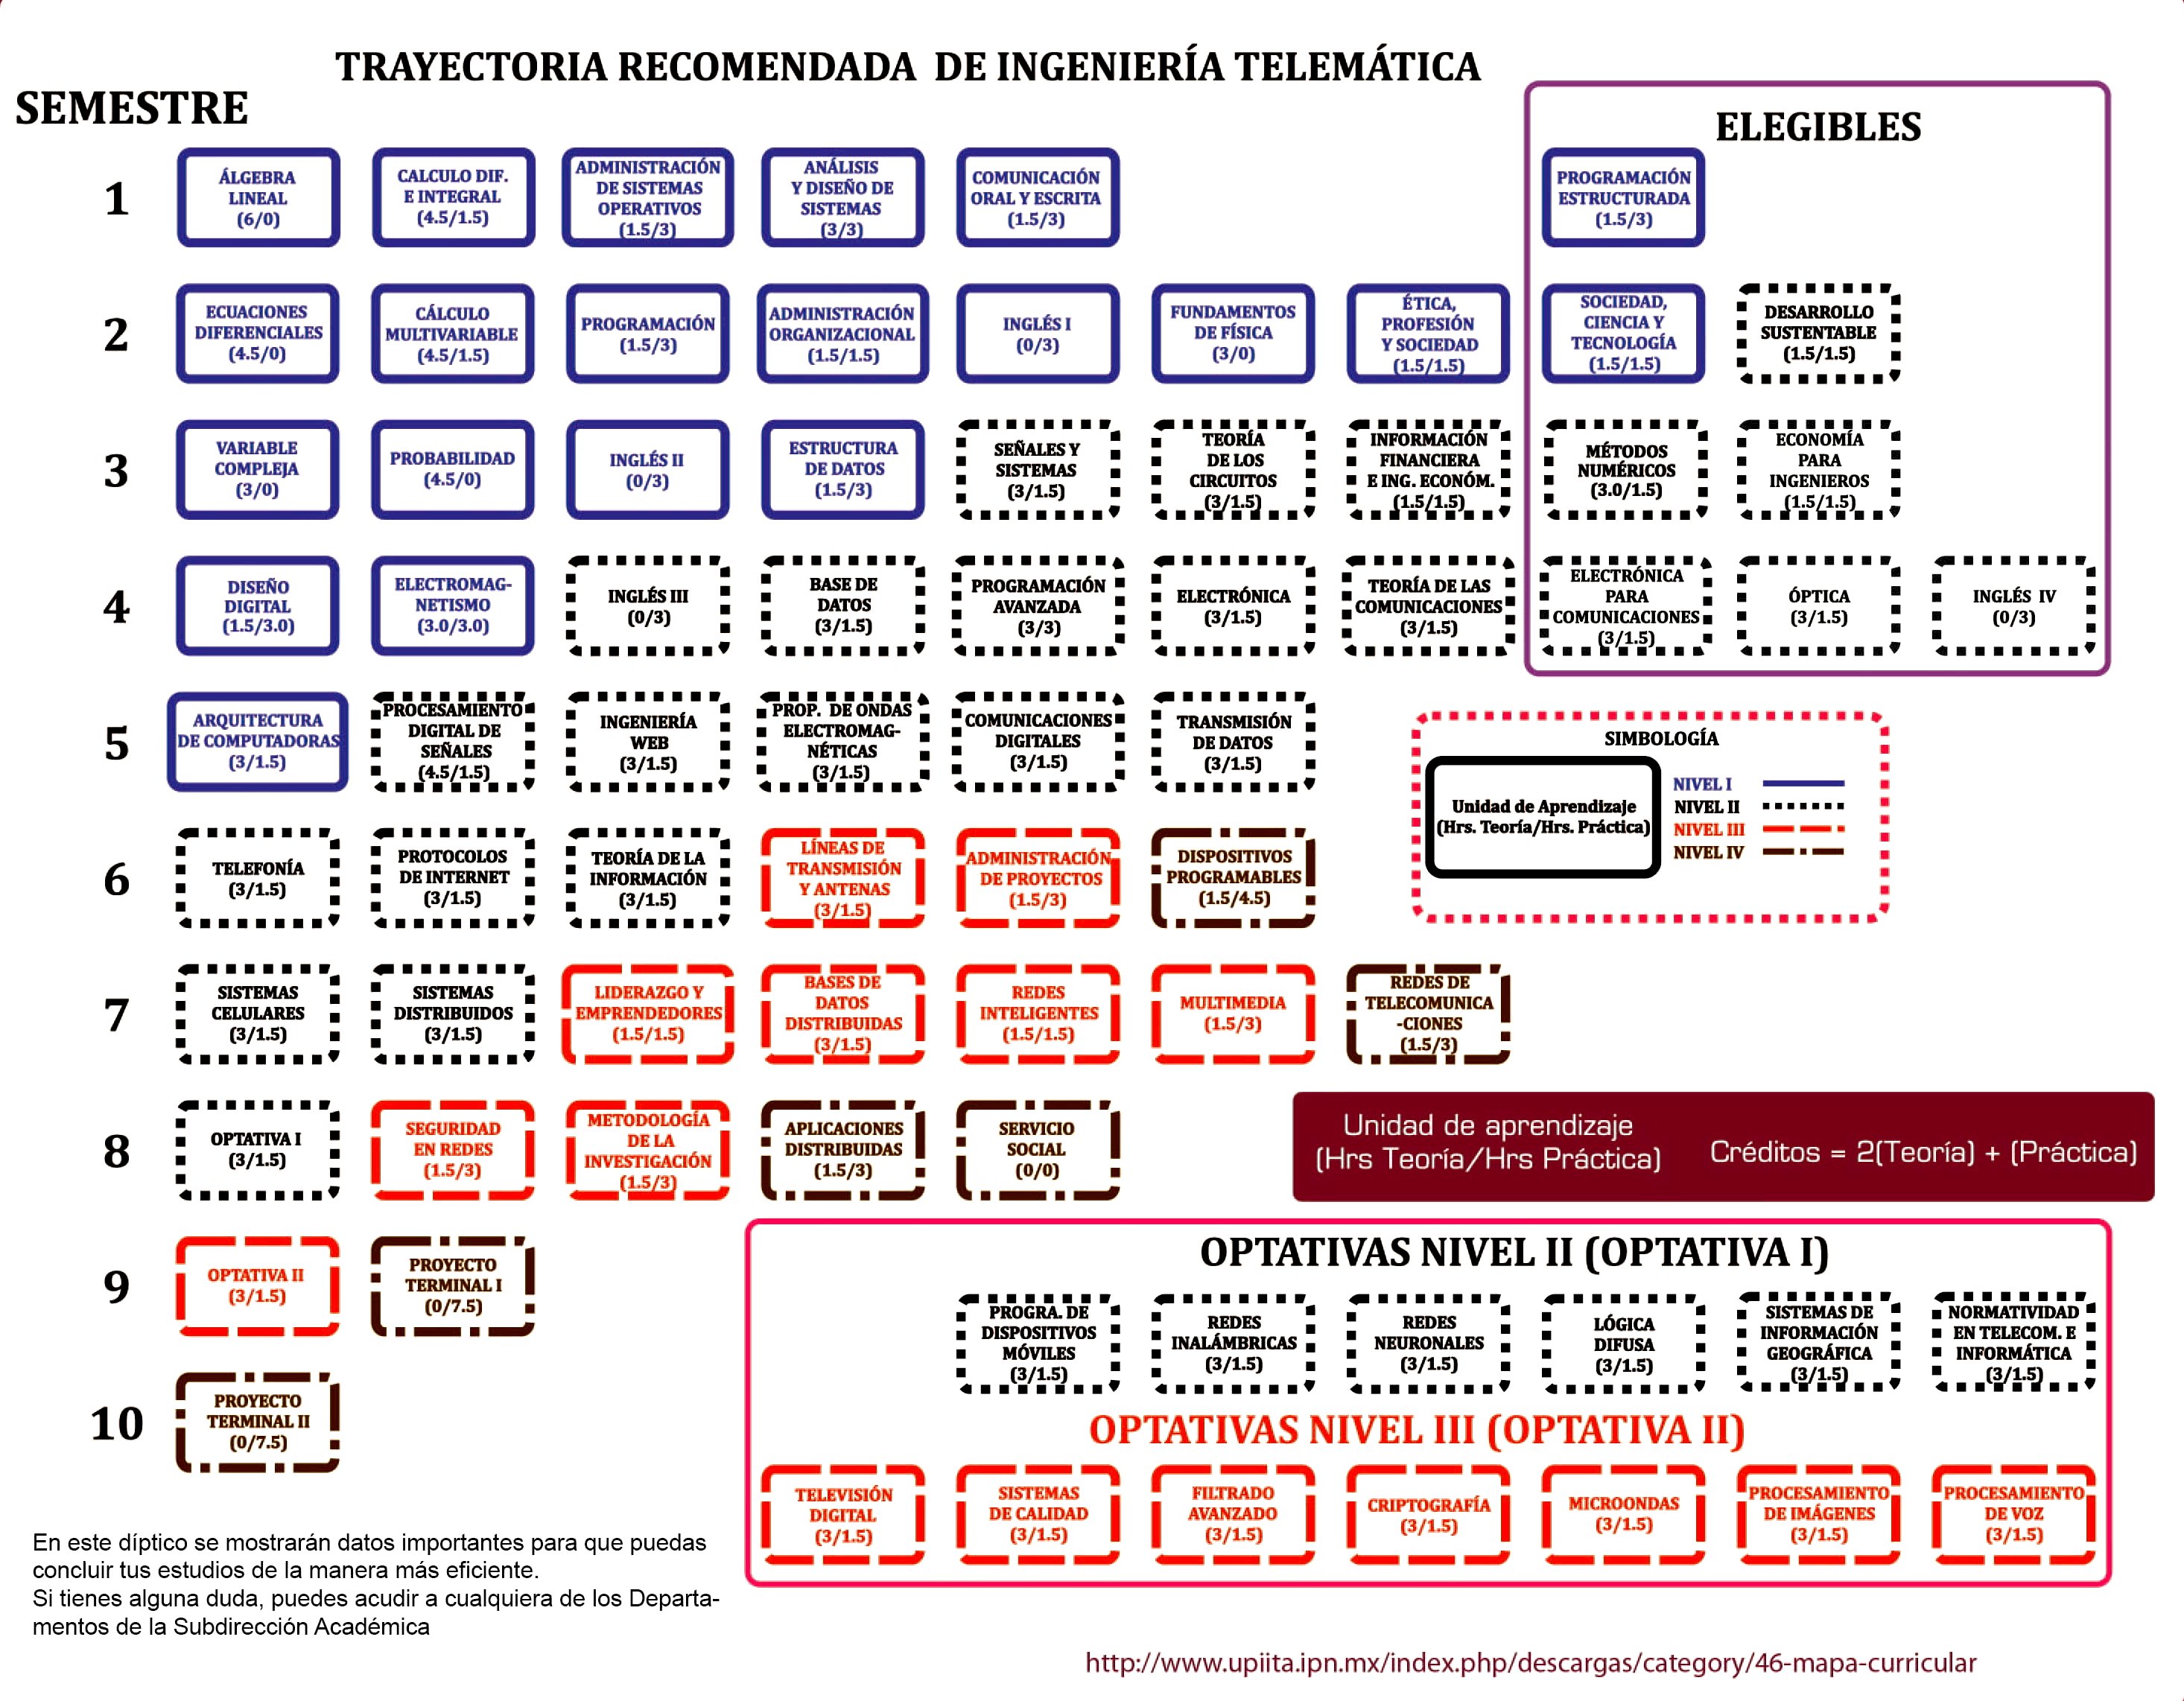 TRAYECTORIA RECOMENDADA DE INGENIERÍA TELEMÁTICA
SEMESTRE
ELEGIBLES
1
ÁLGEBRA
LINEAL
(6/0)
CALCULO DIF.
E INTEGRAL
(4.5/1.5)
ADMINISTRACIÓN
DE SISTEMAS
OPERATIVOS
(1.5/3)
ANÁLISIS
Y DISEÑO DE
SISTEMAS
(3/3)
COMUNICACIÓN
ORAL Y ESCRITA
(1.5/3)
PROGRAMACIÓN
ESTRUCTURADA
(1.5/3)
2
ECUACIONES
DIFERENCIALES
(4.5/0)
CÁLCULO
MULTIVARIABLE
(4.5/1.5)
PROGRAMACIÓN
(1.5/3)
ADMINISTRACIÓN
ORGANIZACIONAL
(1.5/1.5)
INGLÉS I
(0/3)
FUNDAMENTOS
DE FÍSICA
(3/0)
ÉTICA,
PROFESIÓN
Y SOCIEDAD
(1.5/1.5)
SOCIEDAD,
CIENCIA Y
TECNOLOGÍA
(1.5/1.5)
DESARROLLO
SUSTENTABLE
(1.5/1.5)
3
VARIABLE
COMPLEJA
(3/0)
PROBABILIDAD
(4.5/0)
INGLÉS II
(0/3)
ESTRUCTURA
DE DATOS
(1.5/3)
SEÑALES Y
SISTEMAS
(3/1.5)
TEORÍA
DE LOS
CIRCUITOS
(3/1.5)
INFORMACIÓN
FINANCIERA
E ING. ECONÓM.
(1.5/1.5)
MÉTODOS
NUMÉRICOS
(3.0/1.5)
ECONOMÍA
PARA
INGENIEROS
(1.5/1.5)
4
DISEÑO
DIGITAL
(1.5/3.0)
ELECTROMAG-
NETISMO
(3.0/3.0)
INGLÉS III
(0/3)
BASE DE
DATOS
(3/1.5)
PROGRAMACIÓN
AVANZADA
(3/3)
ELECTRÓNICA
(3/1.5)
TEORÍA DE LAS
COMUNICACIONES
(3/1.5)
ELECTRÓNICA
PARA
COMUNICACIONES
(3/1.5)
ÓPTICA
(3/1.5)
INGLÉS IV
(0/3)
5
ARQUITECTURA
DE COMPUTADORAS
(3/1.5)
PROCESAMIENTO
DIGITAL DE
SEÑALES
(4.5/1.5)
INGENIERÍA
WEB
(3/1.5)
PROP. DE ONDAS
ELECTROMAG-
NÉTICAS
(3/1.5)
COMUNICACIONES
DIGITALES
(3/1.5)
TRANSMISIÓN
DE DATOS
(3/1.5)
SIMBOLOGÍA
Unidad de Aprendizaje
(Hrs. Teoría/Hrs. Práctica)
NIVEL I
NIVEL II
NIVEL III
NIVEL IV
6
TELEFONÍA
(3/1.5)
PROTOCOLOS
DE INTERNET
(3/1.5)
TEORÍA DE LA
INFORMACIÓN
(3/1.5)
LÍNEAS DE
TRANSMISIÓN
Y ANTENAS
(3/1.5)
ADMINISTRACIÓN
DE PROYECTOS
(1.5/3)
DISPOSITIVOS
PROGRAMABLES
(1.5/4.5)
7
SISTEMAS
CELULARES
(3/1.5)
SISTEMAS
DISTRIBUIDOS
(3/1.5)
LIDERAZGO Y
EMPRENDEDORES
(1.5/1.5)
BASES DE
DATOS
DISTRIBUIDAS
(3/1.5)
REDES
INTELIGENTES
(1.5/1.5)
MULTIMEDIA
(1.5/3)
REDES DE
TELECOMUNICA
-CIONES
(1.5/3)
8
OPTATIVA I
(3/1.5)
SEGURIDAD
EN REDES
(1.5/3)
METODOLOGÍA
DE LA
INVESTIGACIÓN
(1.5/3)
APLICACIONES
DISTRIBUIDAS
(1.5/3)
SERVICIO
SOCIAL
(0/0)
Unidad de aprendizaje
(Hrs Teoría/Hrs Práctica)
Créditos = 2(Teoría) + (Práctica)
9
OPTATIVA II
(3/1.5)
PROYECTO
TERMINAL I
(0/7.5)
10
PROYECTO
TERMINAL II
(0/7.5)
OPTATIVAS NIVEL II (OPTATIVA I)
PROGRA. DE
DISPOSITIVOS
MÓVILES
(3/1.5)
REDES
INALÁMBRICAS
(3/1.5)
REDES
NEURONALES
(3/1.5)
LÓGICA
DIFUSA
(3/1.5)
SISTEMAS DE
INFORMACIÓN
GEOGRÁFICA
(3/1.5)
NORMATIVIDAD
EN TELECOM. E
INFORMÁTICA
(3/1.5)
OPTATIVAS NIVEL III (OPTATIVA II)
TELEVISIÓN
DIGITAL
(3/1.5)
SISTEMAS
DE CALIDAD
(3/1.5)
FILTRADO
AVANZADO
(3/1.5)
CRIPTOGRAFÍA
(3/1.5)
MICROONDAS
(3/1.5)
PROCESAMIENTO
DE IMÁGENES
(3/1.5)
PROCESAMIENTO
DE VOZ
(3/1.5)
En este díptico se mostrarán datos importantes para que puedas
concluir tus estudios de la manera más eficiente.
Si tienes alguna duda, puedes acudir a cualquiera de los Departa-
mentos de la Subdirección Académica
http://www.upiita.ipn.mx/index.php/descargas/category/46-mapa-curricular